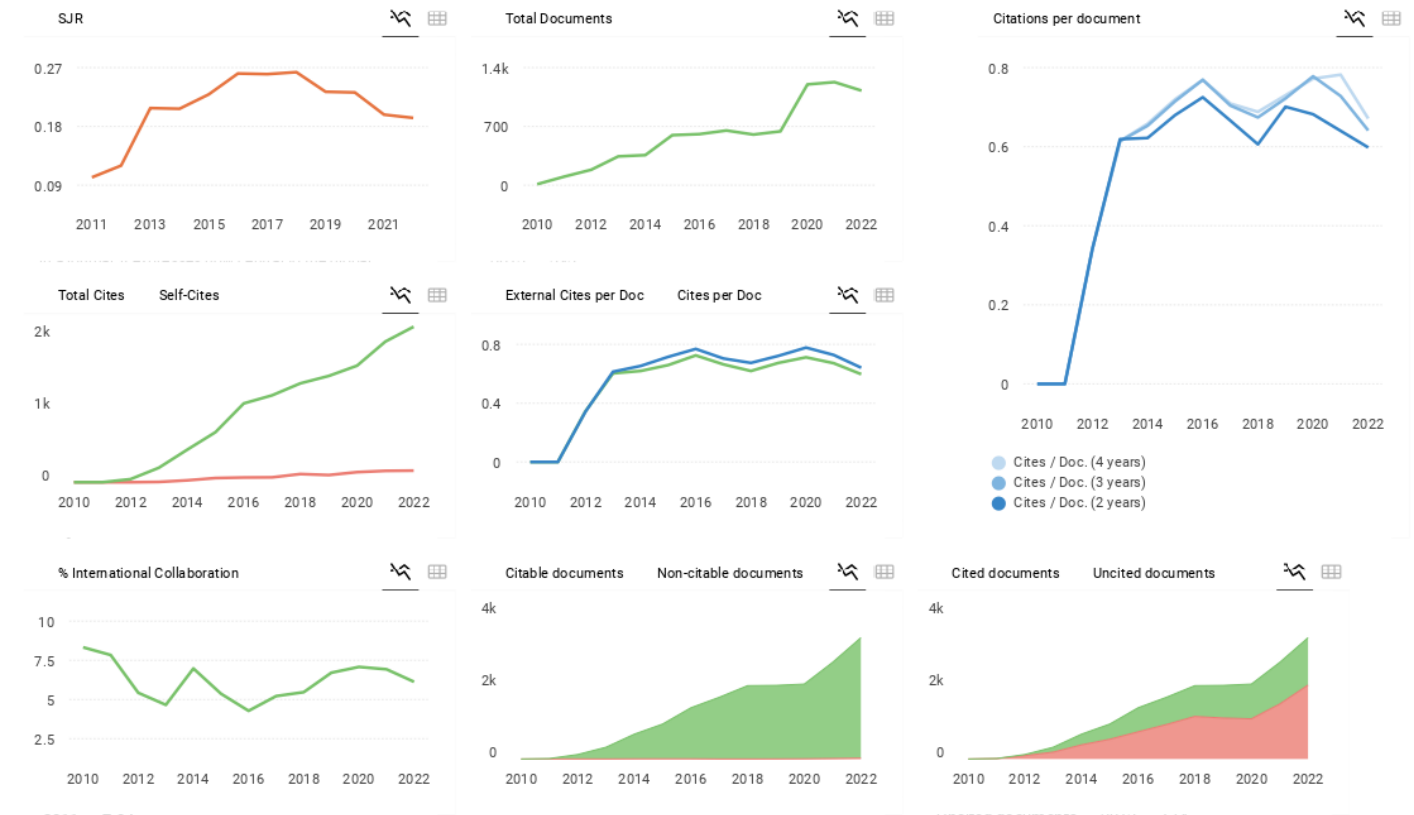 SJR
0.27
0.18
0.09
2011 2013 2015 2017 2019 2021
Total Documents
1.4k
700
0
2010 2012 2014 2016 2018 2020 2022
Citations per document
0.8
0.6
0.4
0.2
0
2010 2012 2014 2016 2018 2020 2022
Cites / Doc. (4 years)
Cites / Doc. (3 years)
Cites / Doc. (2 years)
Total Cites Self-Cites
2k
1k
0
2010 2012 2014 2016 2018 2020 2022
External Cites per Doc Cites per Doc
0.8
0.4
0
2010 2012 2014 2016 2018 2020 2022
% International Collaboration
10
7.5
5
2.5
2010 2012 2014 2016 2018 2020 2022
Citable documents Non-citable documents
4k
2k
0
2010 2012 2014 2016 2018 2020 2022
Cited documents Uncited documents
4k
2k
0
2010 2012 2014 2016 2018 2020 2022